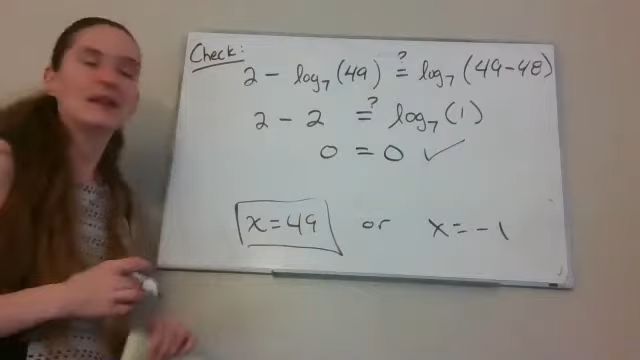 Check:
2 - log₇(49) ≟ log₇(49-48)
2 - 2 ≟ log₇(1)
0 = 0 ✓
x = 49 or x = -1